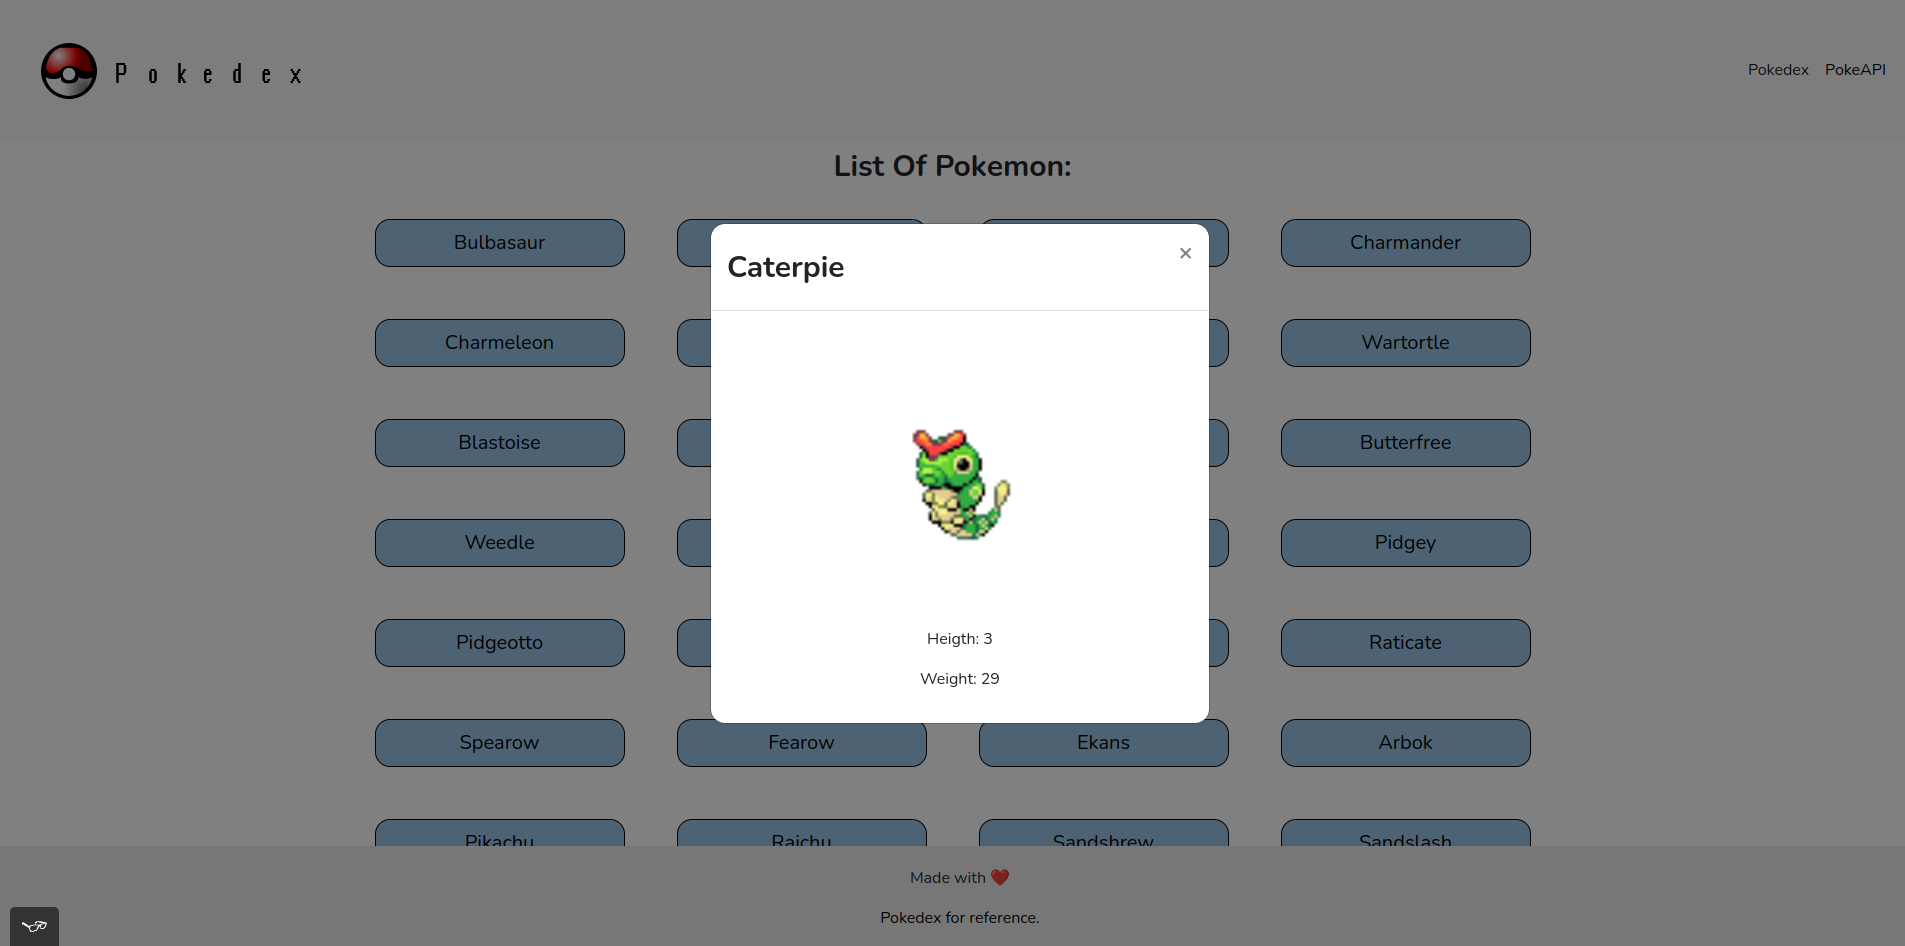 P o k e d e x
Pokedex PokeAPI
List Of Pokemon:
Bulbasaur
Charmander
Caterpie
×
Charmeleon
Wartortle
Blastoise
Butterfree
Weedle
Pidgey
Pidgeotto
Raticate
Heigth: 3
Weight: 29
Spearow
Fearow
Ekans
Arbok
Pikachu
Raichu
Sandshrew
Sandslash
Made with ❤️
Pokedex for reference.